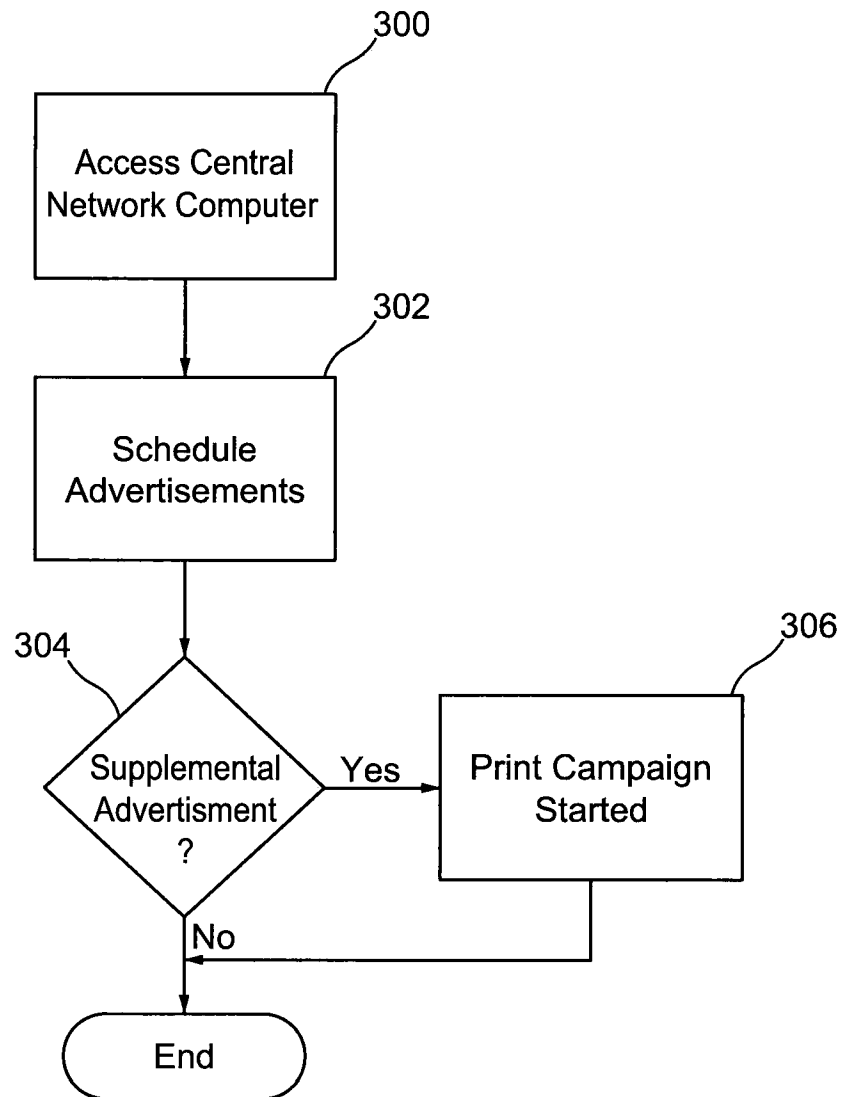 300
Access Central
Network Computer
302
Schedule
Advertisements
304
Supplemental
Advertisment
?
Yes
306
Print Campaign
Started
No
End